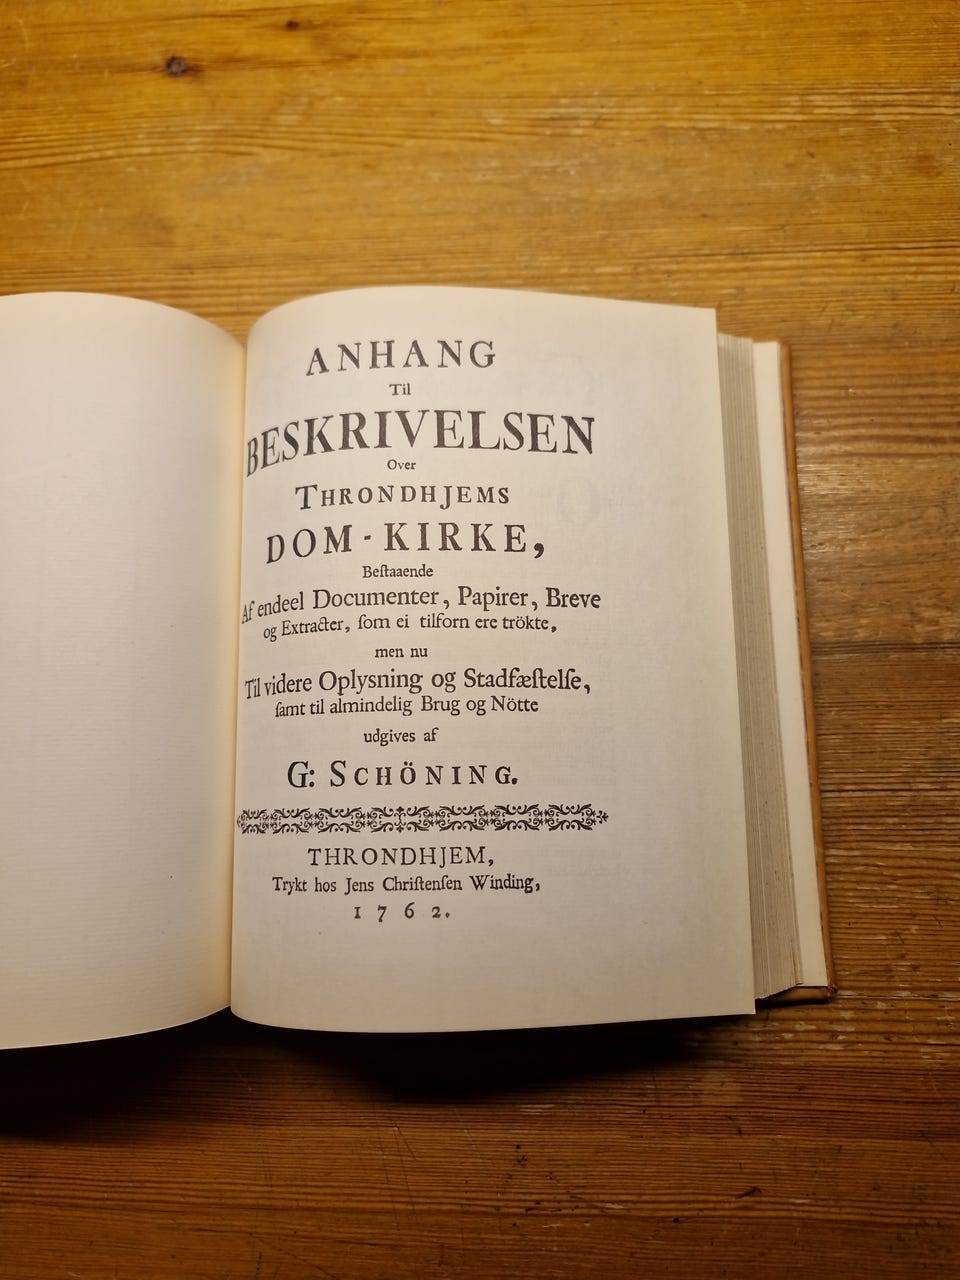 ANHANG
Til
BESKRIVELSEN
Over
THRONDHJEMS
DOM-KIRKE,
Beſtaaende
Af endeel Documenter, Papirer, Breve
og Extracter, ſom ei tilforn ere trökte,
men nu
Til videre Oplysning og Stadfæſtelſe,
ſamt til almindelig Brug og Nötte
udgives af
G: SCHÖNING.
THRONDHJEM,
Trykt hos Jens Chriſtenſen Winding,
1762.